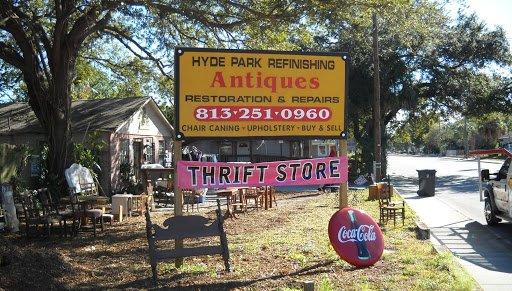 HYDE PARK REFINISHING
Antiques
RESTORATION & REPAIRS
813·251·0960
CHAIR CANING · UPHOLSTERY · BUY & SELL
THRIFT STORE
Coca-Cola